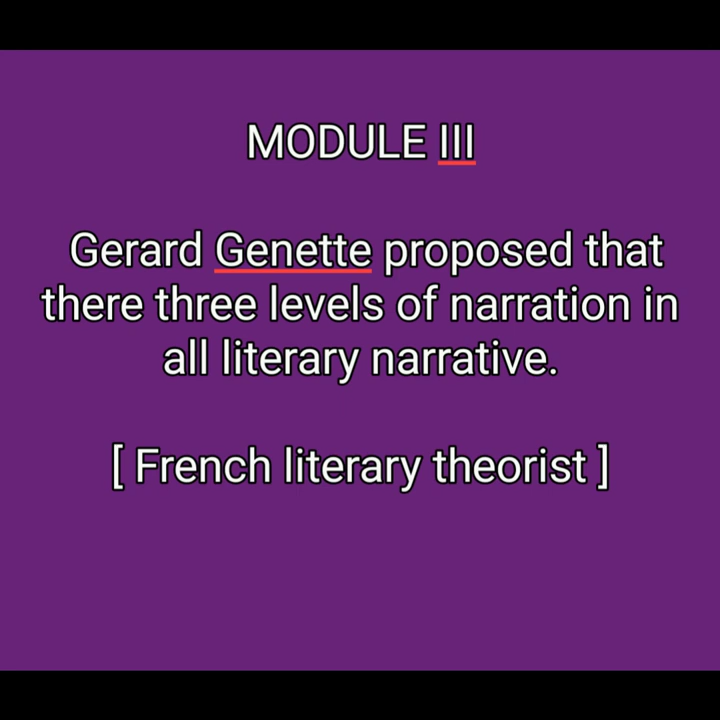 MODULE III
Gerard Genette proposed that
there three levels of narration in
all literary narrative.
[ French literary theorist ]